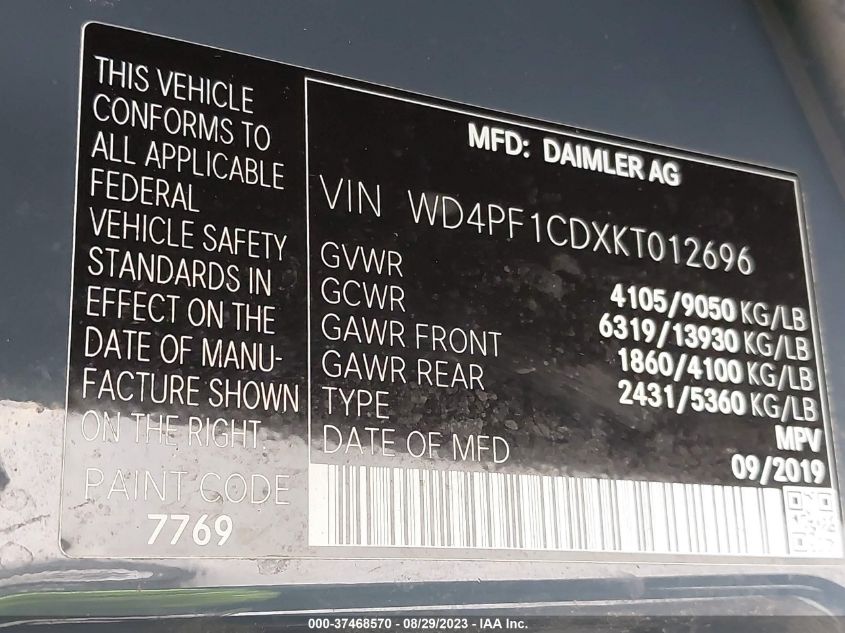 THIS VEHICLE
CONFORMS TO
ALL APPLICABLE
FEDERAL
VEHICLE SAFETY
STANDARDS IN
EFFECT ON THE
DATE OF MANU-
FACTURE SHOWN
ON THE RIGHT.
PAINT CODE
7769
MFD: DAIMLER AG
VIN WD4PF1CDXKT012696
GVWR 4105/9050 KG/LB
GCWR 6319/13930 KG/LB
GAWR FRONT 1860/4100 KG/LB
GAWR REAR 2431/5360 KG/LB
TYPE MPV
DATE OF MFD 09/2019
000-37468570 / 08/29/2023 - IAA Inc.